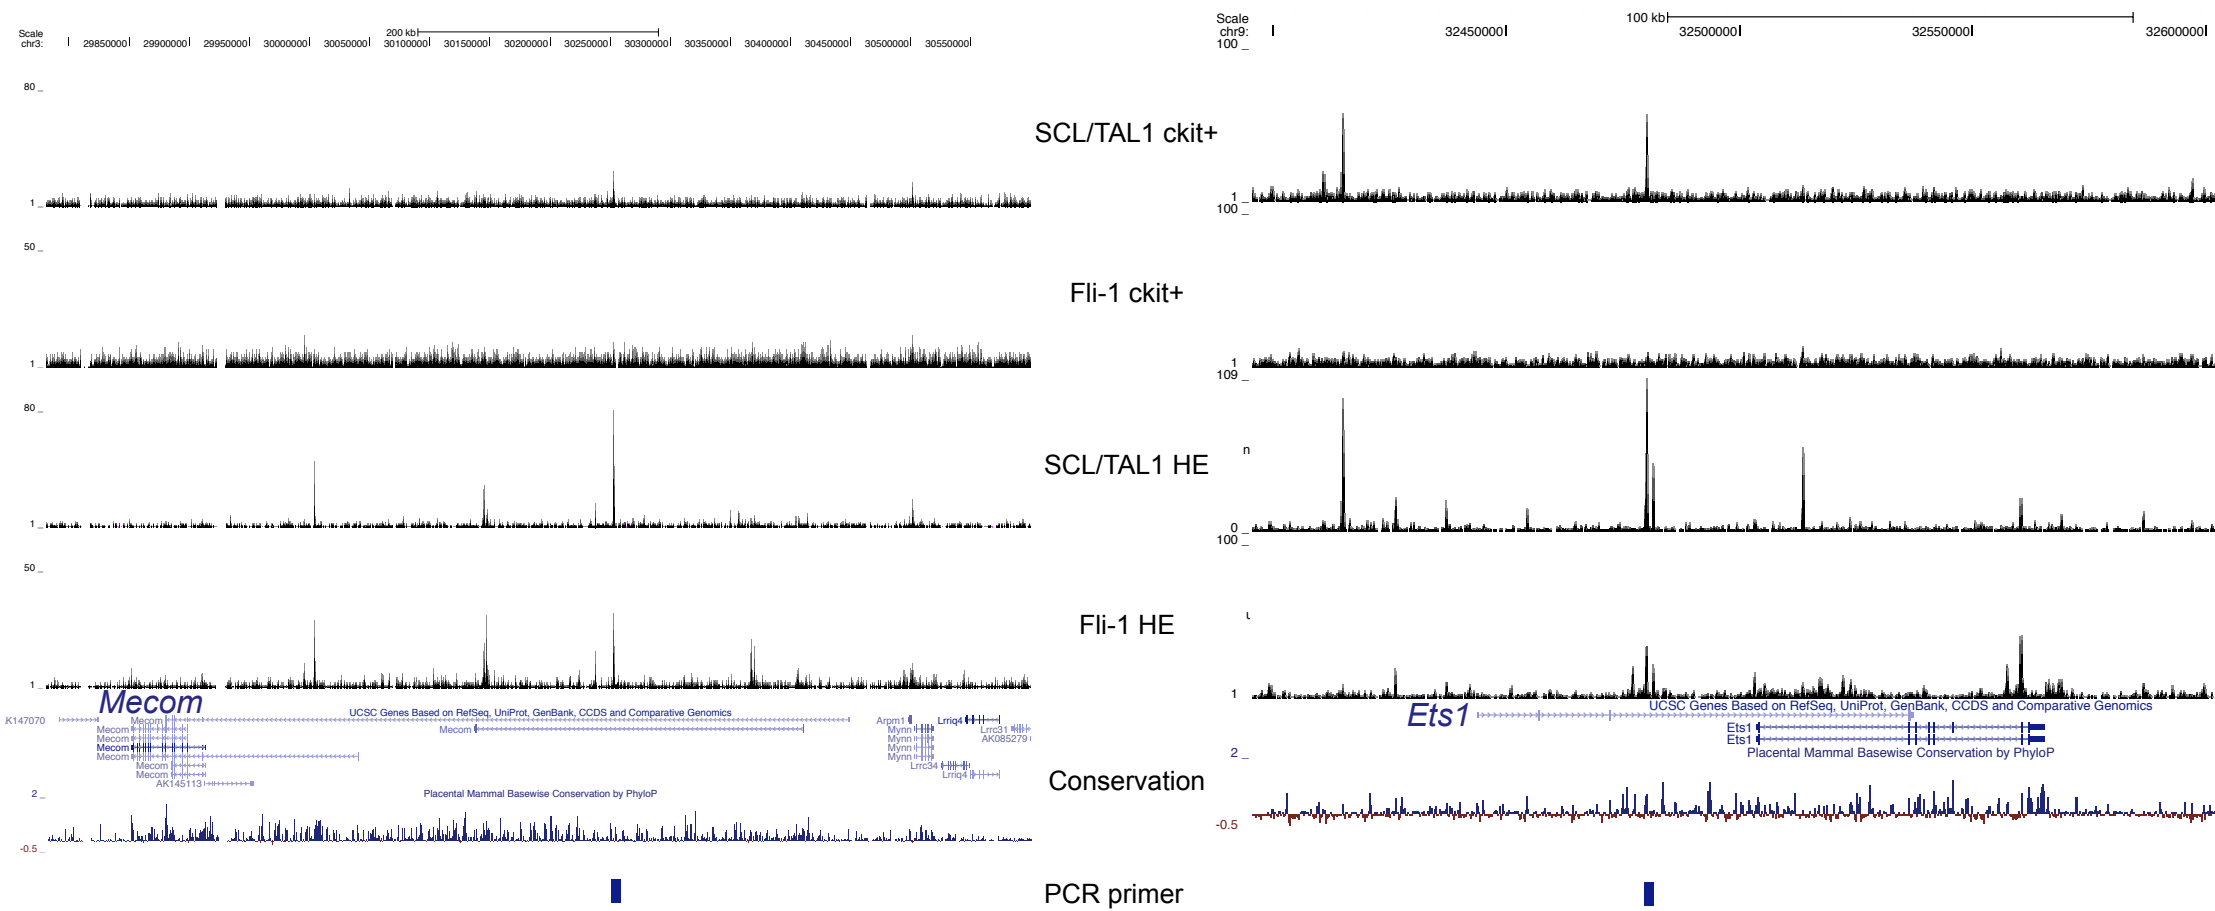 Scale
chr3:
200 kb
29850000
29900000
29950000
30000000
30050000
30100000
30150000
30200000
30250000
30300000
30350000
30400000
30450000
30500000
30550000
80
1
50
1
80
1
50
1
Mecom
UCSC Genes Based on RefSeq, UniProt, GenBank, CCDS and Comparative Genomics
K147070
Mecom
Mecom
Mecom
Mecom
Mecom
Mecom
Mecom
Mecom
AK145113
Arpm1
Mynn
Mynn
Mynn
Mynn
Lrrc34
Lrriq4
Lrrc31
AK085279
Lrriq4
Placental Mammal Basewise Conservation by PhyloP
2
-0.5
SCL/TAL1 ckit+
Fli-1 ckit+
SCL/TAL1 HE
Fli-1 HE
Conservation
PCR primer
Scale
chr9:
100 kb
32450000
32500000
32550000
32600000
100
1
100
1
109
n
0
100
1
Ets1
UCSC Genes Based on RefSeq, UniProt, GenBank, CCDS and Comparative Genomics
Ets1
Ets1
Placental Mammal Basewise Conservation by PhyloP
2
-0.5